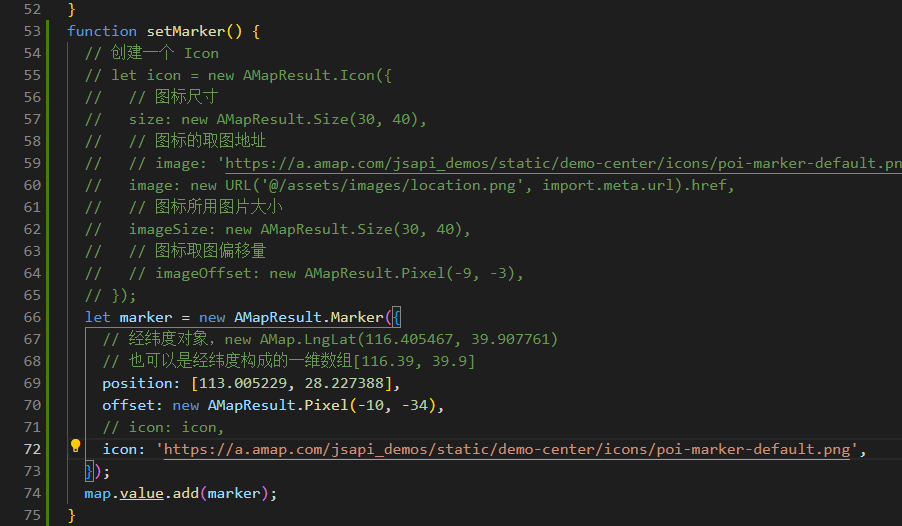 52 }
53 function setMarker() {
54 // 创建一个 Icon
55 // let icon = new AMapResult.Icon({
56 // // 图标尺寸
57 // size: new AMapResult.Size(30, 40),
58 // // 图标的取图地址
59 // // image: 'https://a.amap.com/jsapi_demos/static/demo-center/icons/poi-marker-default.pn
60 // image: new URL('@/assets/images/location.png', import.meta.url).href,
61 // // 图标所用图片大小
62 // imageSize: new AMapResult.Size(30, 40),
63 // // 图标取图偏移量
64 // // imageOffset: new AMapResult.Pixel(-9, -3),
65 // });
66 let marker = new AMapResult.Marker({
67 // 经纬度对象，new AMap.LngLat(116.405467, 39.907761)
68 // 也可以是经纬度构成的一维数组[116.39, 39.9]
69 position: [113.005229, 28.227388],
70 offset: new AMapResult.Pixel(-10, -34),
71 // icon: icon,
72 icon: 'https://a.amap.com/jsapi_demos/static/demo-center/icons/poi-marker-default.png',
73 });
74 map.value.add(marker);
75 }